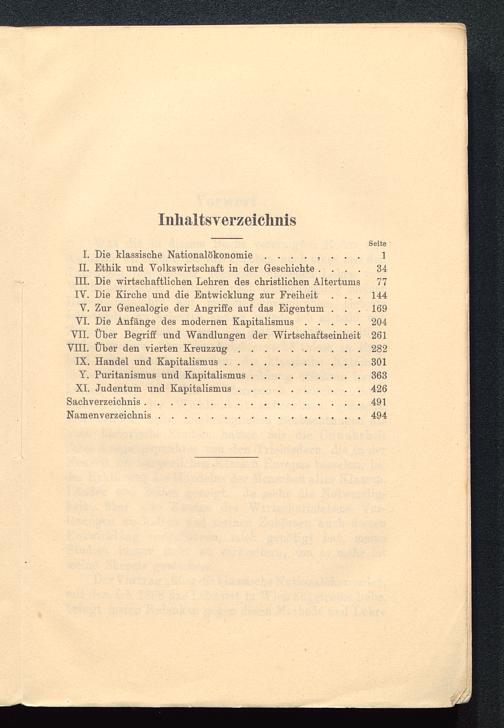 Inhaltsverzeichnis
Seite
I. Die klassische Nationalökonomie . . . . . . . 1
II. Ethik und Volkswirtschaft in der Geschichte . . . . 34
III. Die wirtschaftlichen Lehren des christlichen Altertums 77
IV. Die Kirche und die Entwicklung zur Freiheit . . . 144
V. Zur Genealogie der Angriffe auf das Eigentum . . . 169
VI. Die Anfänge des modernen Kapitalismus . . . . . 204
VII. Über Begriff und Wandlungen der Wirtschaftseinheit 261
VIII. Über den vierten Kreuzzug . . . . . . . . . . 282
IX. Handel und Kapitalismus . . . . . . . . . . . 301
Y. Puritanismus und Kapitalismus . . . . . . . . . 363
XI. Judentum und Kapitalismus . . . . . . . . . . 426
Sachverzeichnis . . . . . . . . . . . . . . . . . 491
Namenverzeichnis . . . . . . . . . . . . . . . . 494